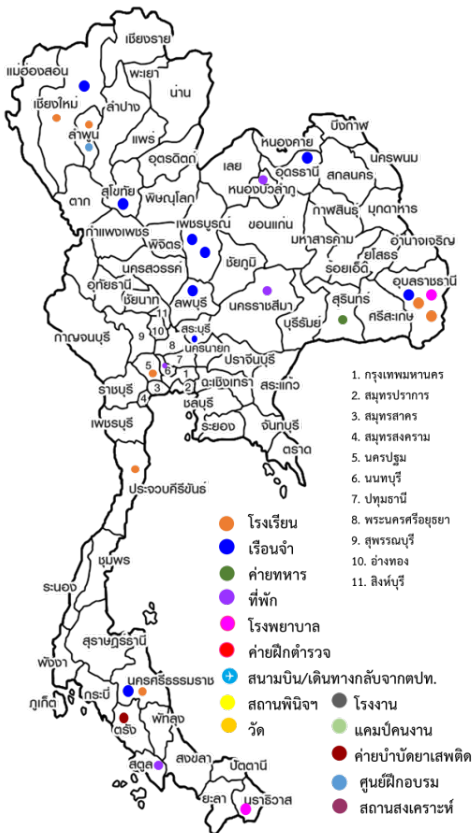 เชียงราย
แม่ฮ่องสอน
พะเยา
น่าน
เชียงใหม่
ลำปาง
ลำพูน
แพร่
อุตรดิตถ์
บึงกาฬ
หนองคาย
เลย
อุดรธานี
นครพนม
สกลนคร
หนองบัวลำภู
สุโขทัย
ตาก
พิษณุโลก
เพชรบูรณ์
ขอนแก่น
กาฬสินธุ์
มุกดาหาร
กำแพงเพชร
พิจิตร
มหาสารคาม
อำนาจเจริญ
ยโสธร
ร้อยเอ็ด
ชัยภูมิ
นครสวรรค์
อุทัยธานี
ชัยนาท
ลพบุรี
นครราชสีมา
บุรีรัมย์
สุรินทร์
ศรีสะเกษ
อุบลราชธานี
11
10
9
สระบุรี
กาญจนบุรี
8
นครนายก
7
ปราจีนบุรี
5
6
1
ฉะเชิงเทรา
สระแก้ว
ราชบุรี
3
2
4
ชลบุรี
เพชรบุรี
ระยอง
จันทบุรี
ตราด
ประจวบคีรีขันธ์
1. กรุงเทพมหานคร
2. สมุทรปราการ
3. สมุทรสาคร
4. สมุทรสงคราม
5. นครปฐม
6. นนทบุรี
7. ปทุมธานี
8. พระนครศรีอยุธยา
9. สุพรรณบุรี
10. อ่างทอง
11. สิงห์บุรี
ชุมพร
ระนอง
สุราษฎร์ธานี
พังงา
ภูเก็ต
กระบี่
นครศรีธรรมราช
ตรัง
พัทลุง
สตูล
สงขลา
ปัตตานี
ยะลา
นราธิวาส
โรงเรียน
เรือนจำ
ค่ายทหาร
ที่พัก
โรงพยาบาล
ค่ายฝึกตำรวจ
สนามบิน/เดินทางกลับจากตปท.
สถานพินิจฯ
วัด
โรงงาน
แคมป์คนงาน
ค่ายบำบัดยาเสพติด
ศูนย์ฝึกอบรม
สถานสงเคราะห์